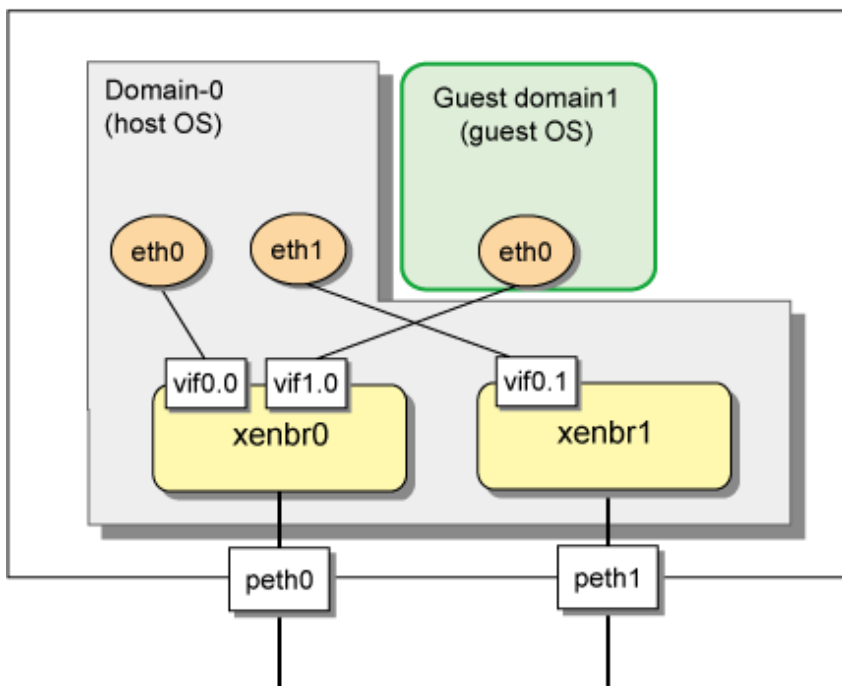 Domain-0
(host OS)
Guest domain1
(guest OS)
eth0
eth1
eth0
vif0.0
vif1.0
vif0.1
xenbr0
xenbr1
peth0
peth1